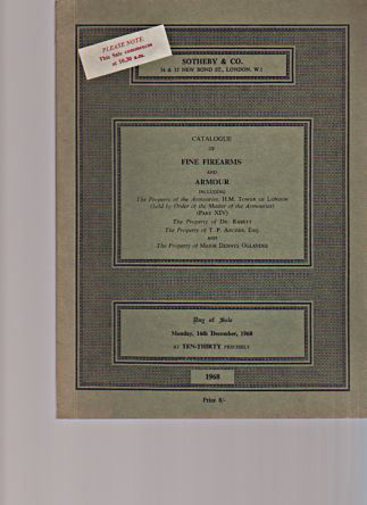 PLEASE NOTE:
This Sale commences
at 10.30 a.m.
SOTHEBY & CO.
34 & 35 NEW BOND ST., LONDON, W.1
CATALOGUE
OF
FINE FIREARMS
AND
ARMOUR
INCLUDING
The Property of the Armouries, H.M. TOWER OF LONDON
(Sold by Order of the Master of the Armouries)
(PART XIV)
The Property of DR.
The Property of T. P. ARCHER, ESQ.
AND
The Property of MAJOR DENNYS OGLANDER
Day of Sale
Monday, 16th December, 1968
AT TEN-THIRTY PRECISELY
1968
Price 8/-